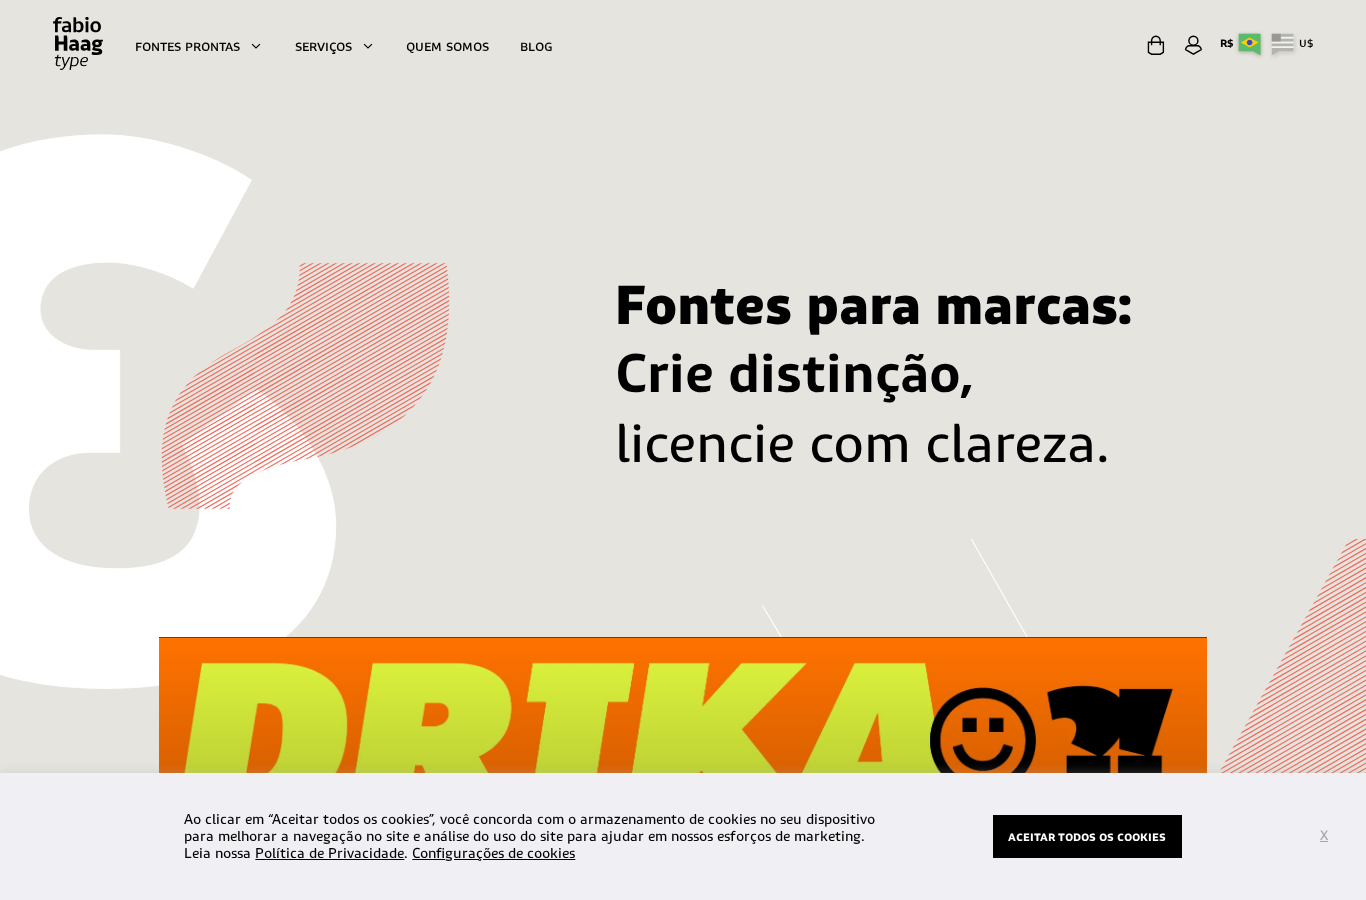 fabio
Haag
type
FONTES PRONTAS
SERVIÇOS
QUEM SOMOS
BLOG
R$
U$
3
Fontes para marcas:
Crie distinção,
licencie com clareza.
DRIKA
?!
Ao clicar em “Aceitar todos os cookies”, você concorda com o armazenamento de cookies no seu dispositivo
para melhorar a navegação no site e análise do uso do site para ajudar em nossos esforços de marketing.
Leia nossa Política de Privacidade. Configurações de cookies
ACEITAR TODOS OS COOKIES
X